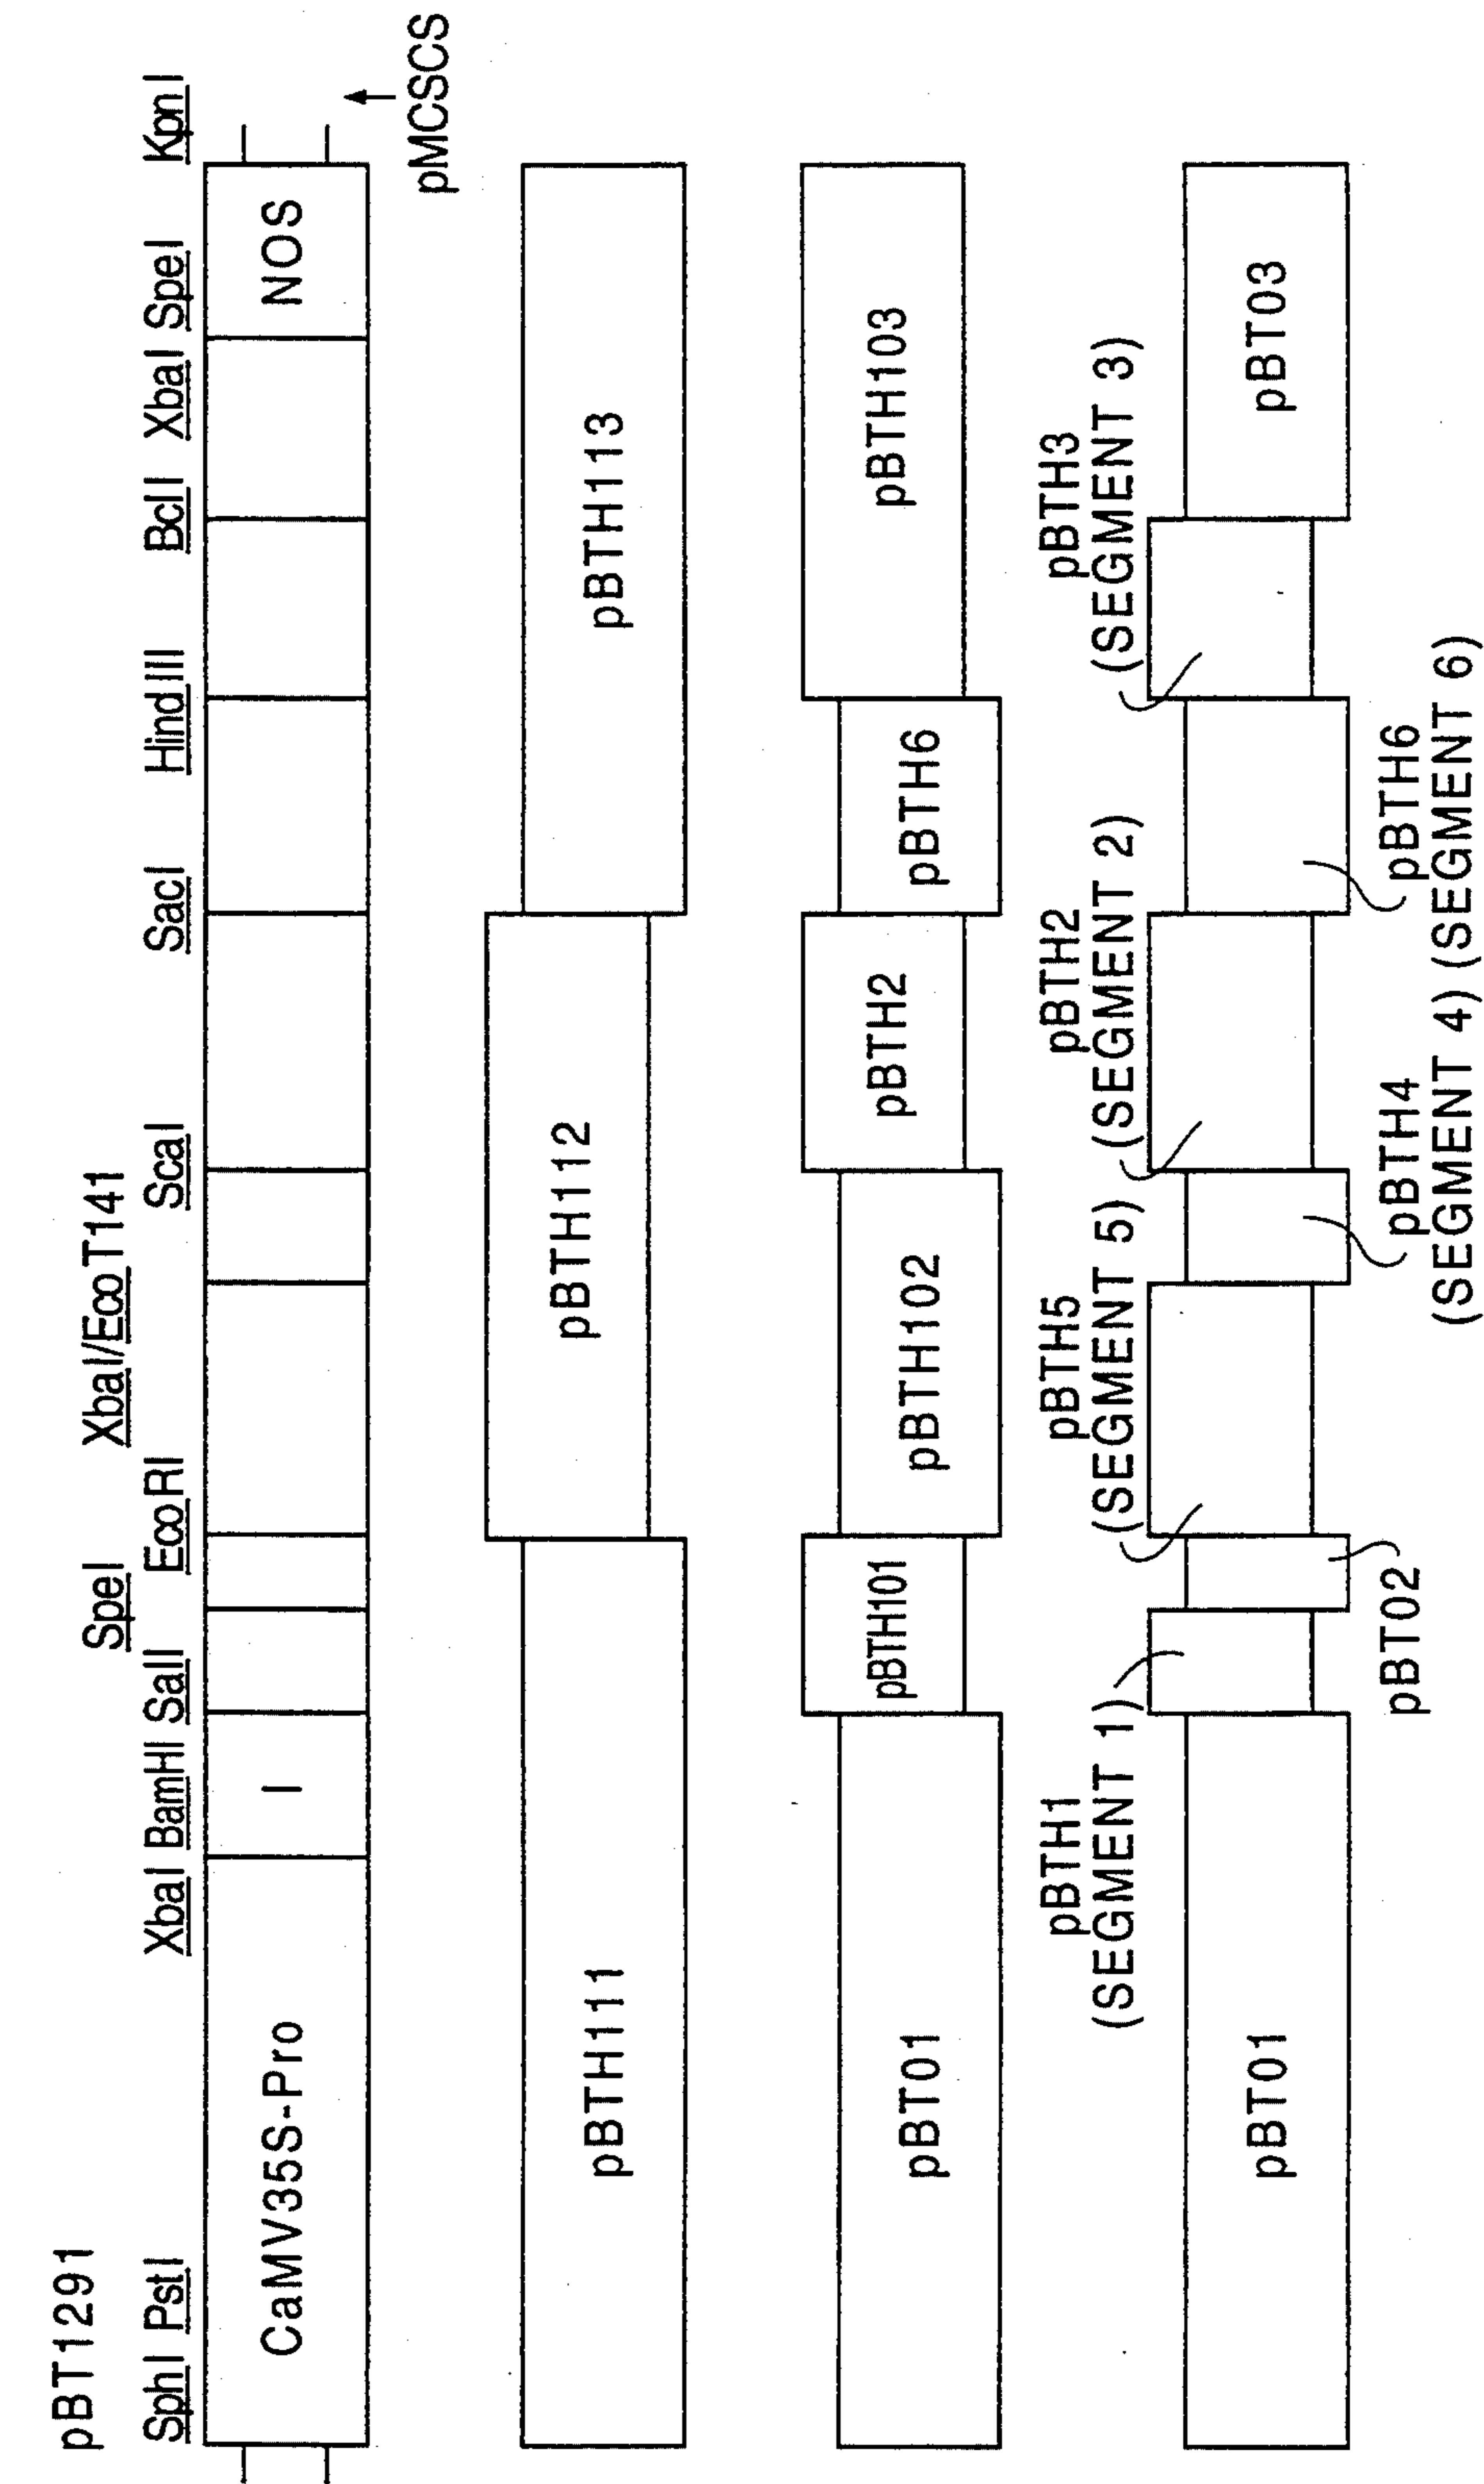 pBT1291
SpeI XbaI/EcoT141
SphI PstI XbaI BamHI SalI EcoRI ScaI SacI HindIII BclI XbaI SpeI KpnI
CaMV35S-Pro I NOS
pMCSCS
pBTH111 pBTH112 pBTH113
pBT01 pBTH101 pBTH102 pBTH2 pBTH6 pBTH103
pBTH1 pBTH5 pBTH2 pBTH3
(SEGMENT 1) (SEGMENT 5) (SEGMENT 2) (SEGMENT 3)
pBT01 pBT03
pBT02 pBTH4 pBTH6
(SEGMENT 4) (SEGMENT 6)